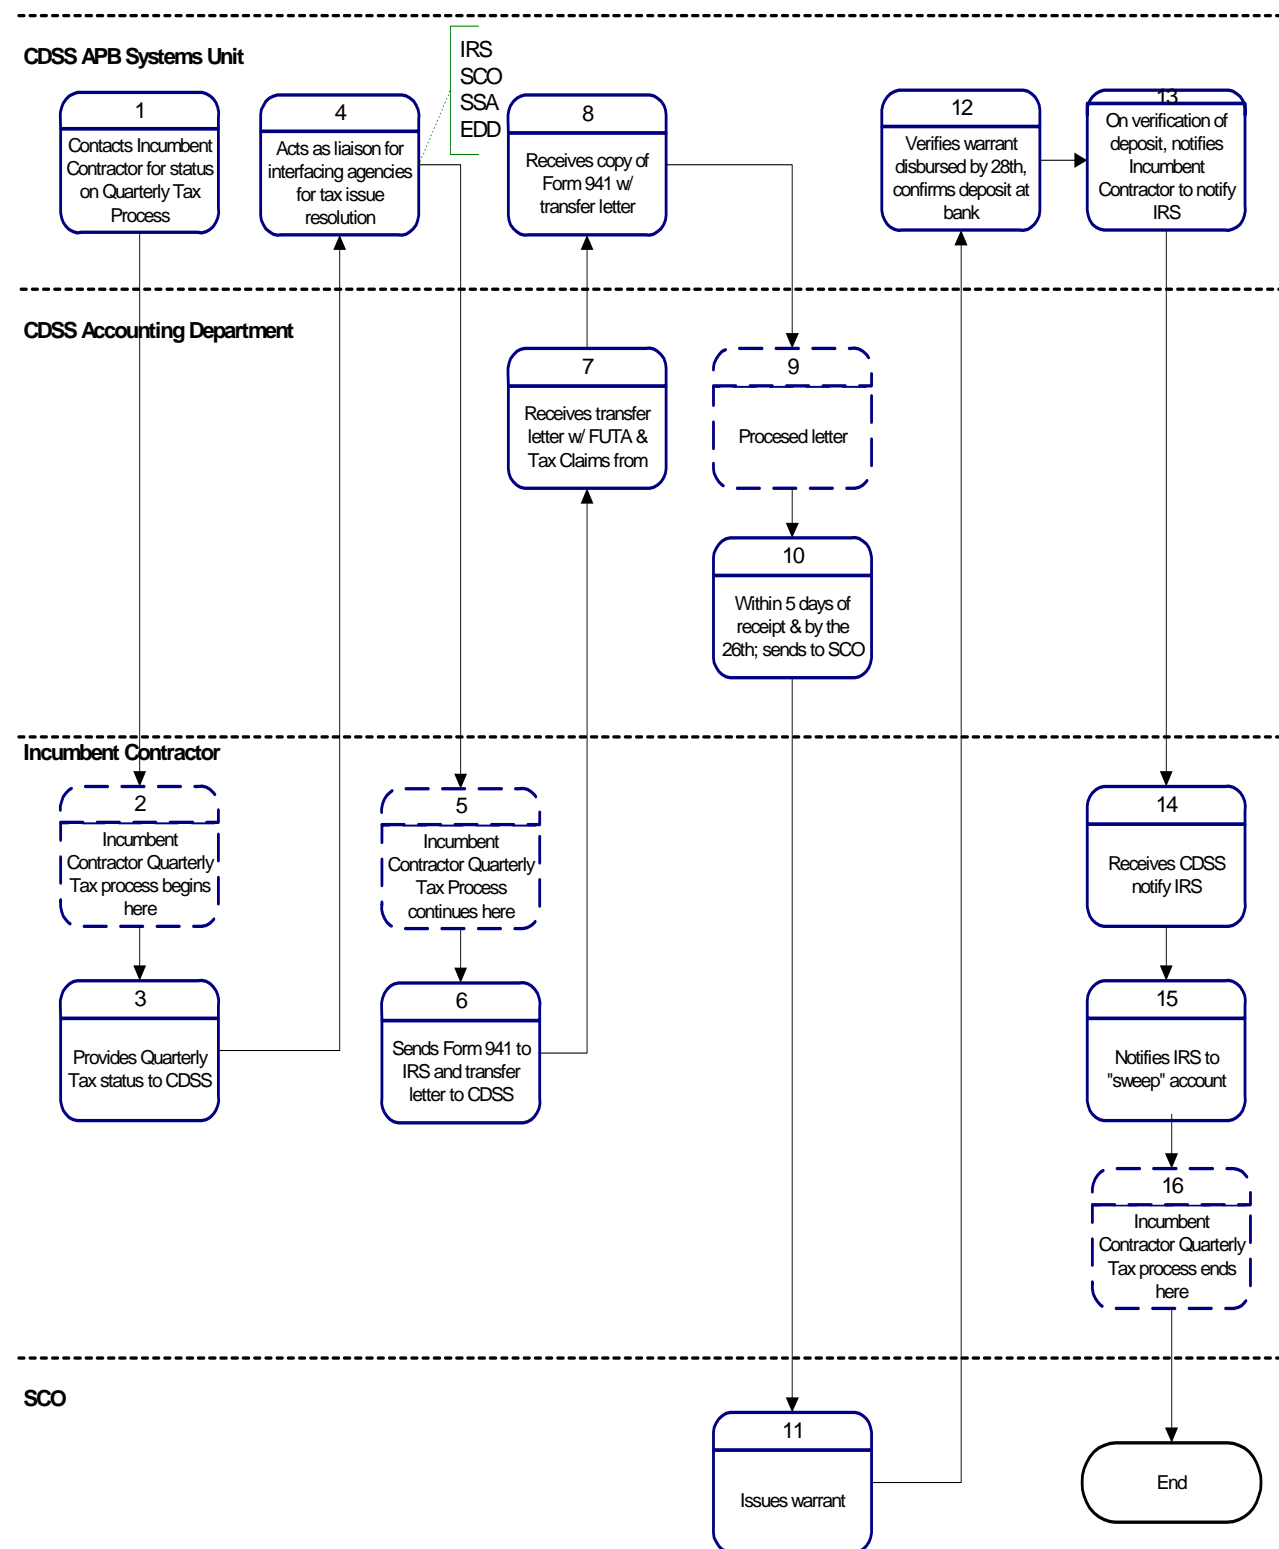 CDSS APB Systems Unit
IRS
SCO
SSA
EDD
1
Contacts Incumbent
Contractor for status
on Quarterly Tax
Process
4
Acts as liaison for
interfacing agencies
for tax issue
resolution
8
Receives copy of
Form 941 w/
transfer letter
12
Verifies warrant
disbursed by 28th,
confirms deposit at
bank
13
On verification of
deposit, notifies
Incumbent
Contractor to notify
IRS
CDSS Accounting Department
7
Receives transfer
letter w/ FUTA &
Tax Claims from
9
Procesed letter
10
Within 5 days of
receipt & by the
26th; sends to SCO
Incumbent Contractor
2
Incumbent
Contractor Quarterly
Tax process begins
here
5
Incumbent
Contractor Quarterly
Tax Process
continues here
14
Receives CDSS
notify IRS
3
Provides Quarterly
Tax status to CDSS
6
Sends Form 941 to
IRS and transfer
letter to CDSS
15
Notifies IRS to
"sweep" account
16
Incumbent
Contractor Quarterly
Tax process ends
here
SCO
11
Issues warrant
End